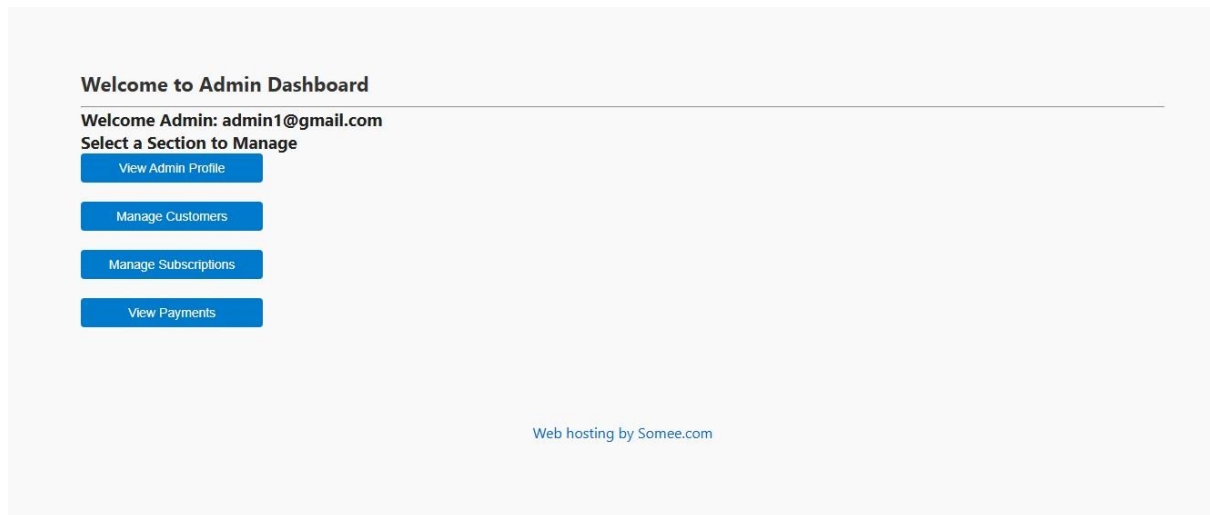 Welcome to Admin Dashboard
Welcome Admin: admin1@gmail.com
Select a Section to Manage
View Admin Profile
Manage Customers
Manage Subscriptions
View Payments
Web hosting by Somee.com